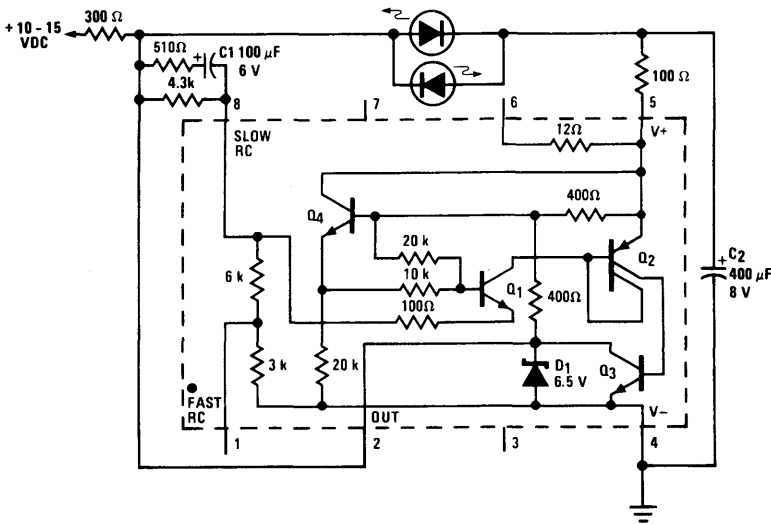 + 10 - 15
VDC
300 Ω
510Ω
C1 100 μF
6 V
4.3k
8
7
6
5
100 Ω
SLOW
RC
12Ω
V+
Q4
400Ω
20 k
10 k
Q1
Q2
400Ω
100Ω
6 k
3 k
20 k
D1
6.5 V
Q3
+
C2
400 μF
8 V
FAST
RC
OUT
V−
1
2
3
4
+